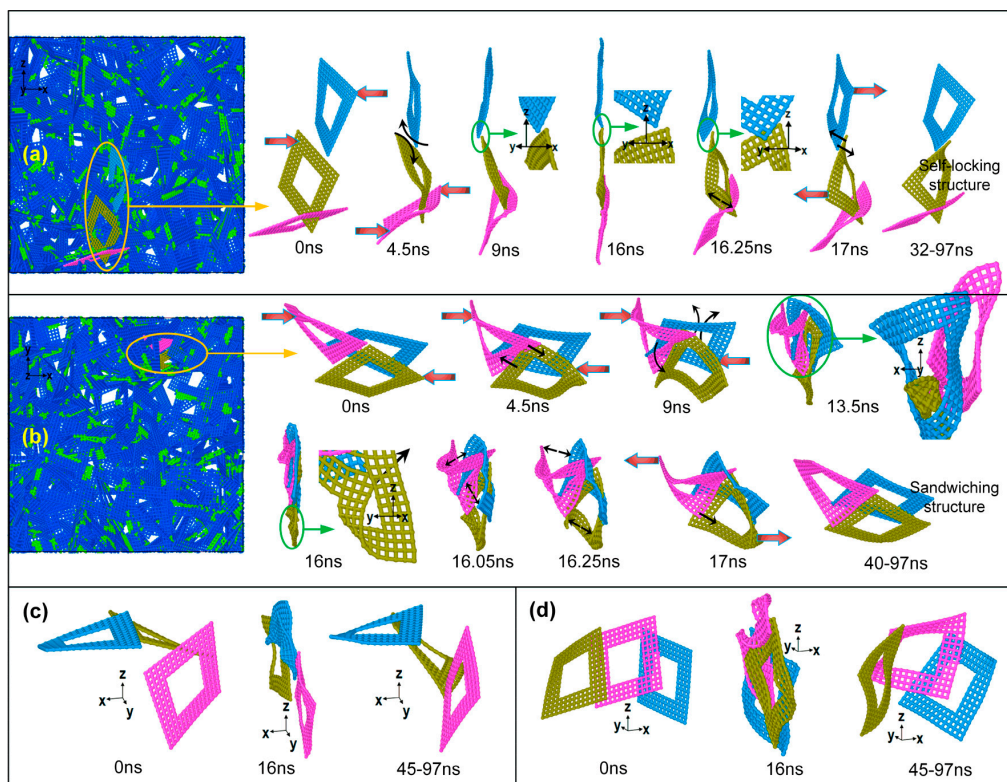 z
y x
(a)
y z x
y z x
y z x
Self-locking
structure
0ns 4.5ns 9ns 16ns 16.25ns 17ns 32-97ns
z x
(b)
z
x y
0ns 4.5ns 9ns 13.5ns
z
y x
Sandwiching
structure
16ns 16.05ns 16.25ns 17ns 40-97ns
(c)
z
x y
z
x y
z
x y
0ns 16ns 45-97ns
(d)
z
y x
z
y x
z
y x
0ns 16ns 45-97ns